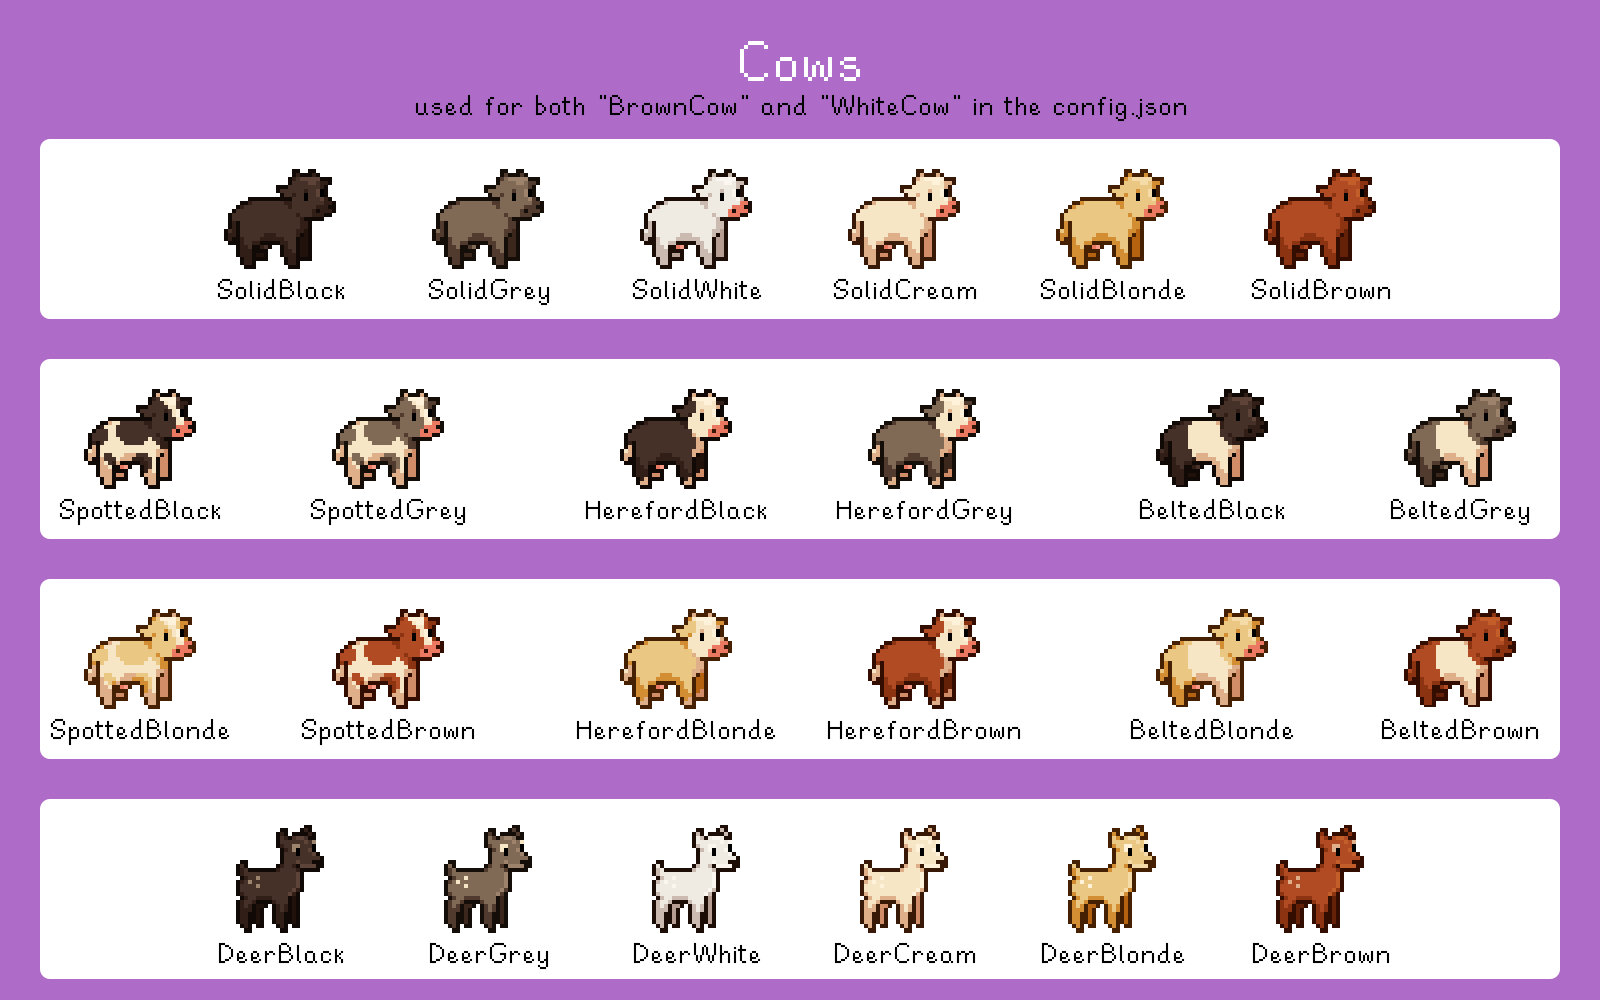 Cows
used for both "BrownCow" and "WhiteCow" in the config.json
SolidBlack SolidGrey SolidWhite SolidCream SolidBlonde SolidBrown
SpottedBlack SpottedGrey HerefordBlack HerefordGrey BeltedBlack BeltedGrey
SpottedBlonde SpottedBrown HerefordBlonde HerefordBrown BeltedBlonde BeltedBrown
DeerBlack DeerGrey DeerWhite DeerCream DeerBlonde DeerBrown